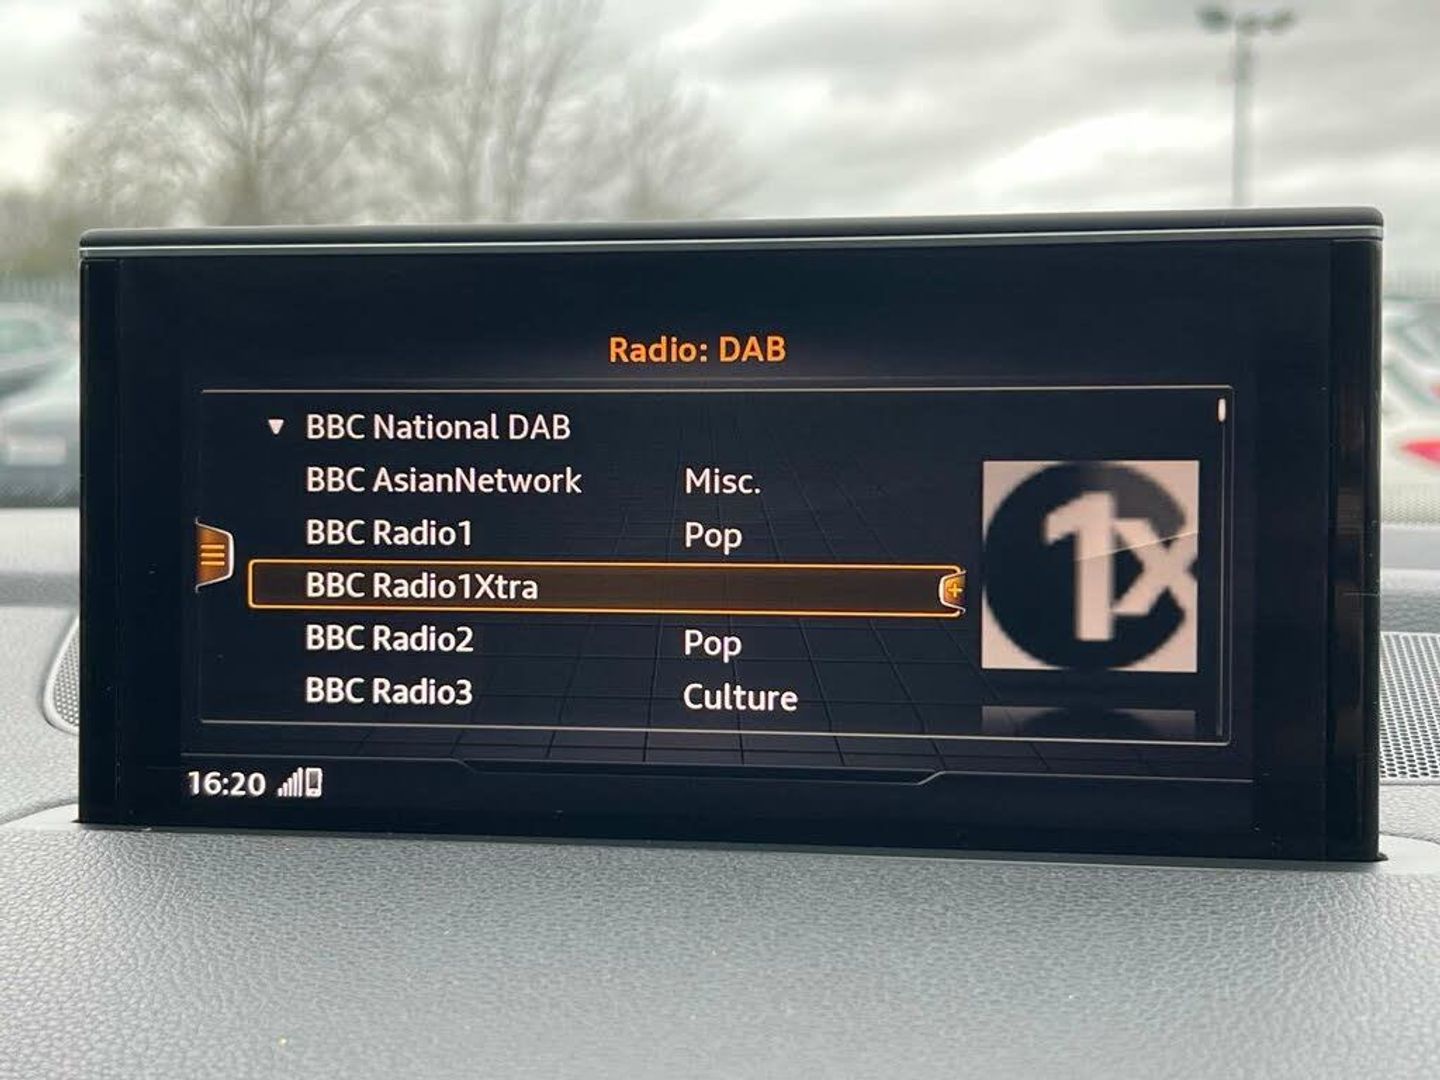 Radio: DAB
BBC National DAB
BBC AsianNetwork Misc.
BBC Radio1 Pop
BBC Radio1Xtra
BBC Radio2 Pop
BBC Radio3 Culture
1x
16:20